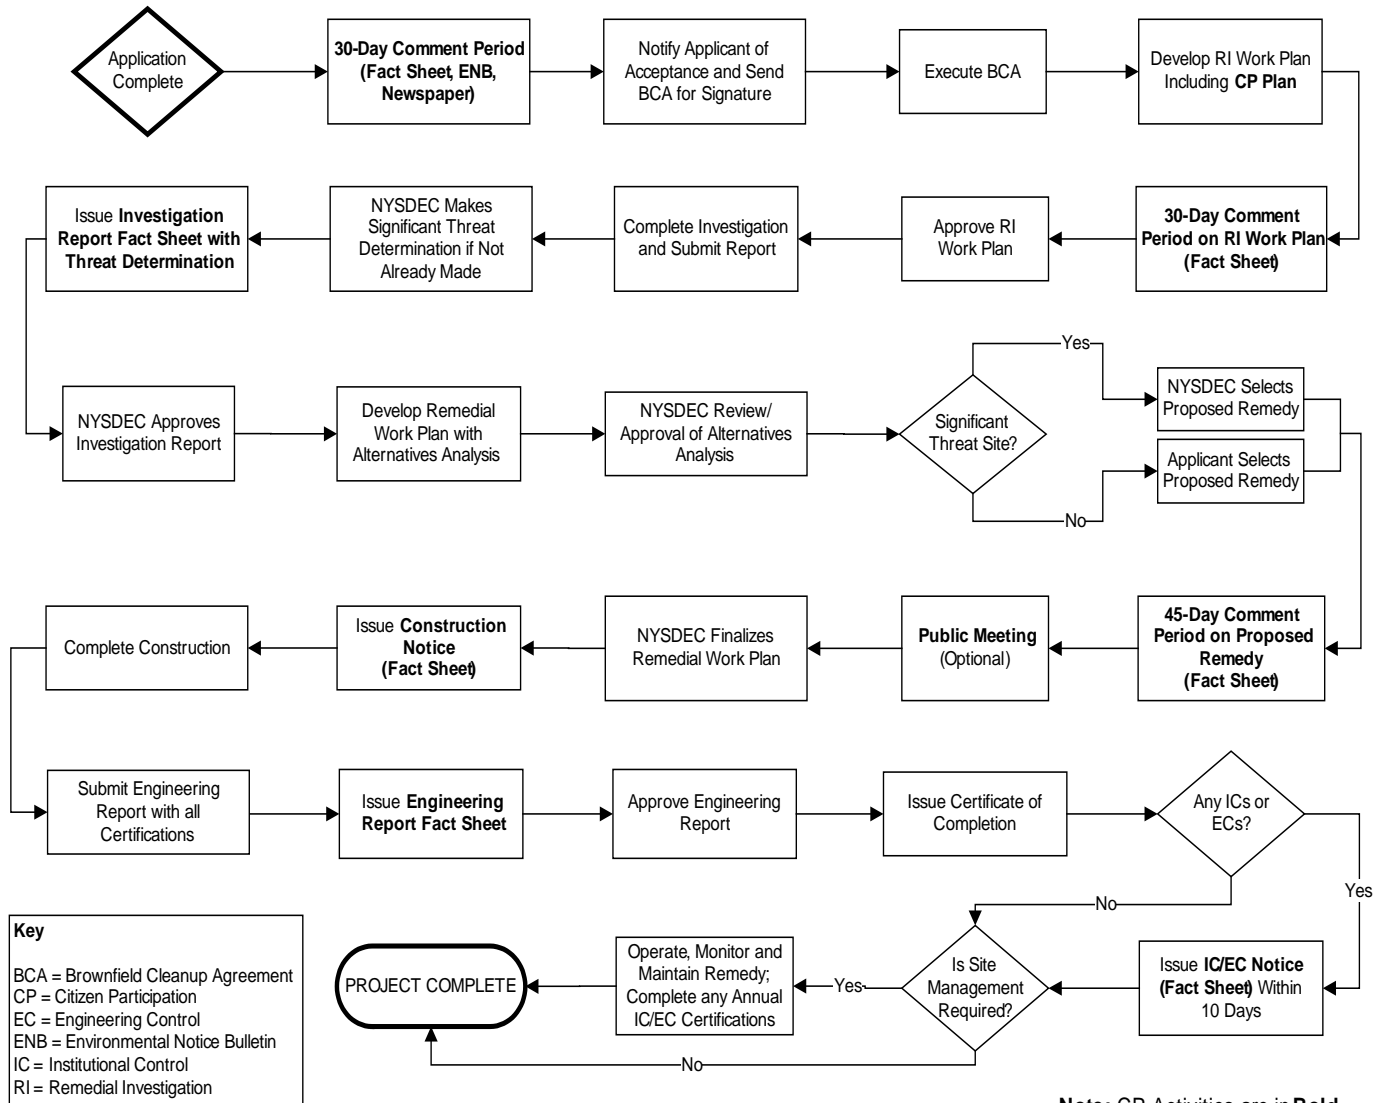 Application
Complete
30-Day Comment Period
(Fact Sheet, ENB,
Newspaper)
Notify Applicant of
Acceptance and Send
BCA for Signature
Execute BCA
Develop RI Work Plan
Including CP Plan
30-Day Comment
Period on RI Work Plan
(Fact Sheet)
Approve RI
Work Plan
Complete Investigation
and Submit Report
NYSDEC Makes
Significant Threat
Determination if Not
Already Made
Issue Investigation
Report Fact Sheet with
Threat Determination
NYSDEC Approves
Investigation Report
Develop Remedial
Work Plan with
Alternatives Analysis
NYSDEC Review/
Approval of Alternatives
Analysis
Significant
Threat Site?
Yes
NYSDEC Selects
Proposed Remedy
No
Applicant Selects
Proposed Remedy
45-Day Comment
Period on Proposed
Remedy
(Fact Sheet)
Public Meeting
(Optional)
NYSDEC Finalizes
Remedial Work Plan
Issue Construction
Notice
(Fact Sheet)
Complete Construction
Submit Engineering
Report with all
Certifications
Issue Engineering
Report Fact Sheet
Approve Engineering
Report
Issue Certificate of
Completion
Any ICs or
ECs?
Yes
No
Issue IC/EC Notice
(Fact Sheet) Within
10 Days
Is Site
Management
Required?
Yes
Operate, Monitor and
Maintain Remedy;
Complete any Annual
IC/EC Certifications
No
PROJECT COMPLETE
Key
BCA = Brownfield Cleanup Agreement
CP = Citizen Participation
EC = Engineering Control
ENB = Environmental Notice Bulletin
IC = Institutional Control
RI = Remedial Investigation
Note: CP Activities are in Bold